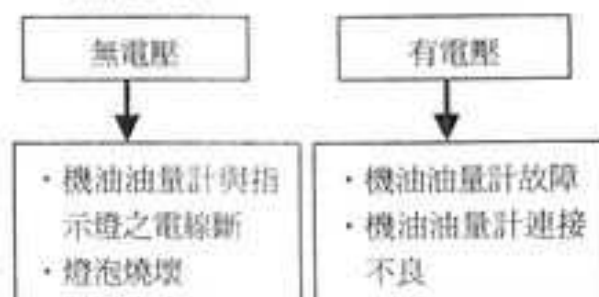 無電壓
有電壓
・機油油量計與指
示燈之電線斷
・燈泡燒壞
・機油油量計故障
・機油油量計連接
不良